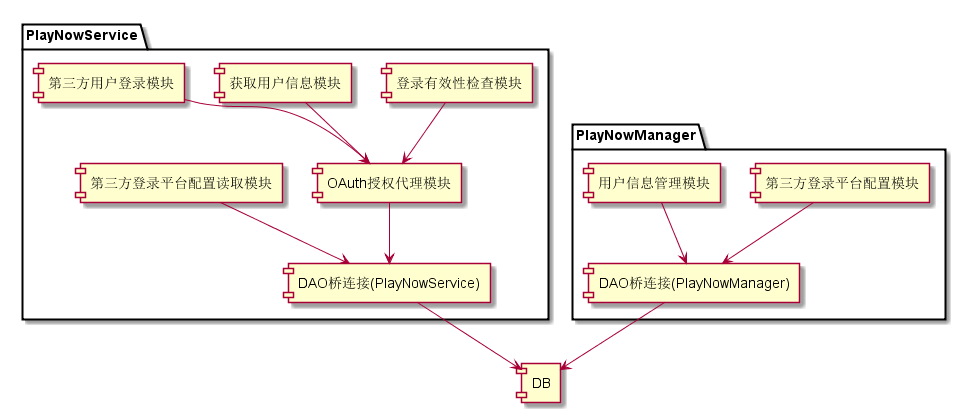 PlayNowService
第三方用户登录模块
获取用户信息模块
登录有效性检查模块
第三方登录平台配置读取模块
OAuth授权代理模块
DAO桥连接(PlayNowService)
PlayNowManager
用户信息管理模块
第三方登录平台配置模块
DAO桥连接(PlayNowManager)
DB